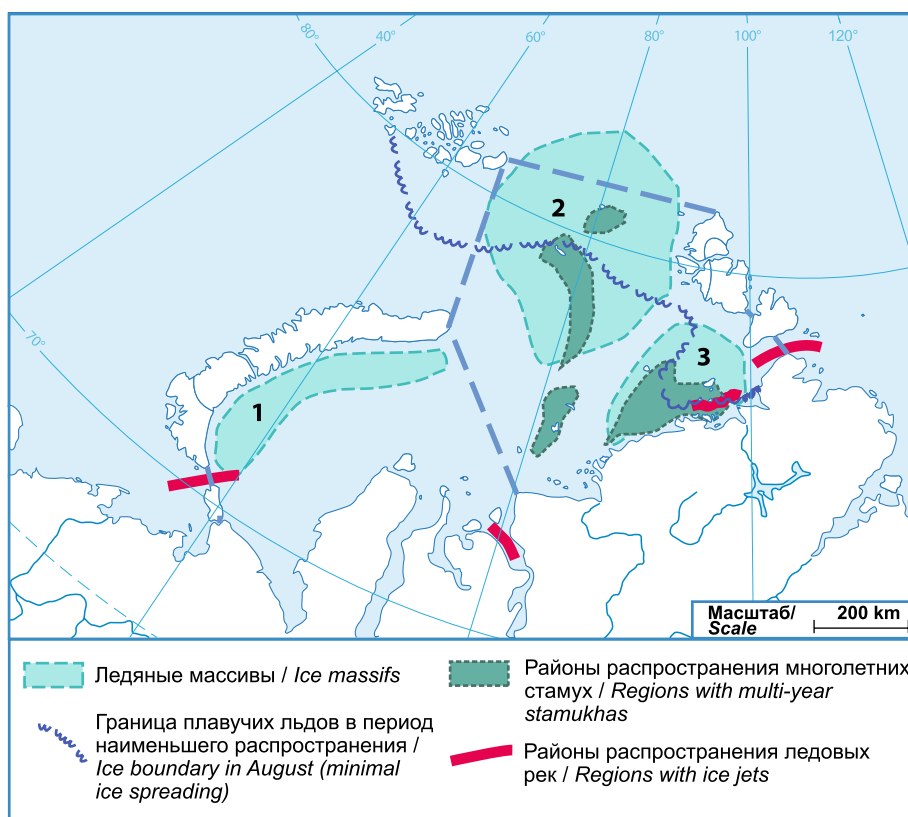 80°
40°
60°
80°
100°
120°
70°
2
3
1
Масштаб/
Scale
200 km
Ледяные массивы / Ice massifs
Граница плавучих льдов в период
наименьшего распространения /
Ice boundary in August (minimal
ice spreading)
Районы распространения многолетних
стамух / Regions with multi-year
stamukhas
Районы распространения ледовых
рек / Regions with ice jets